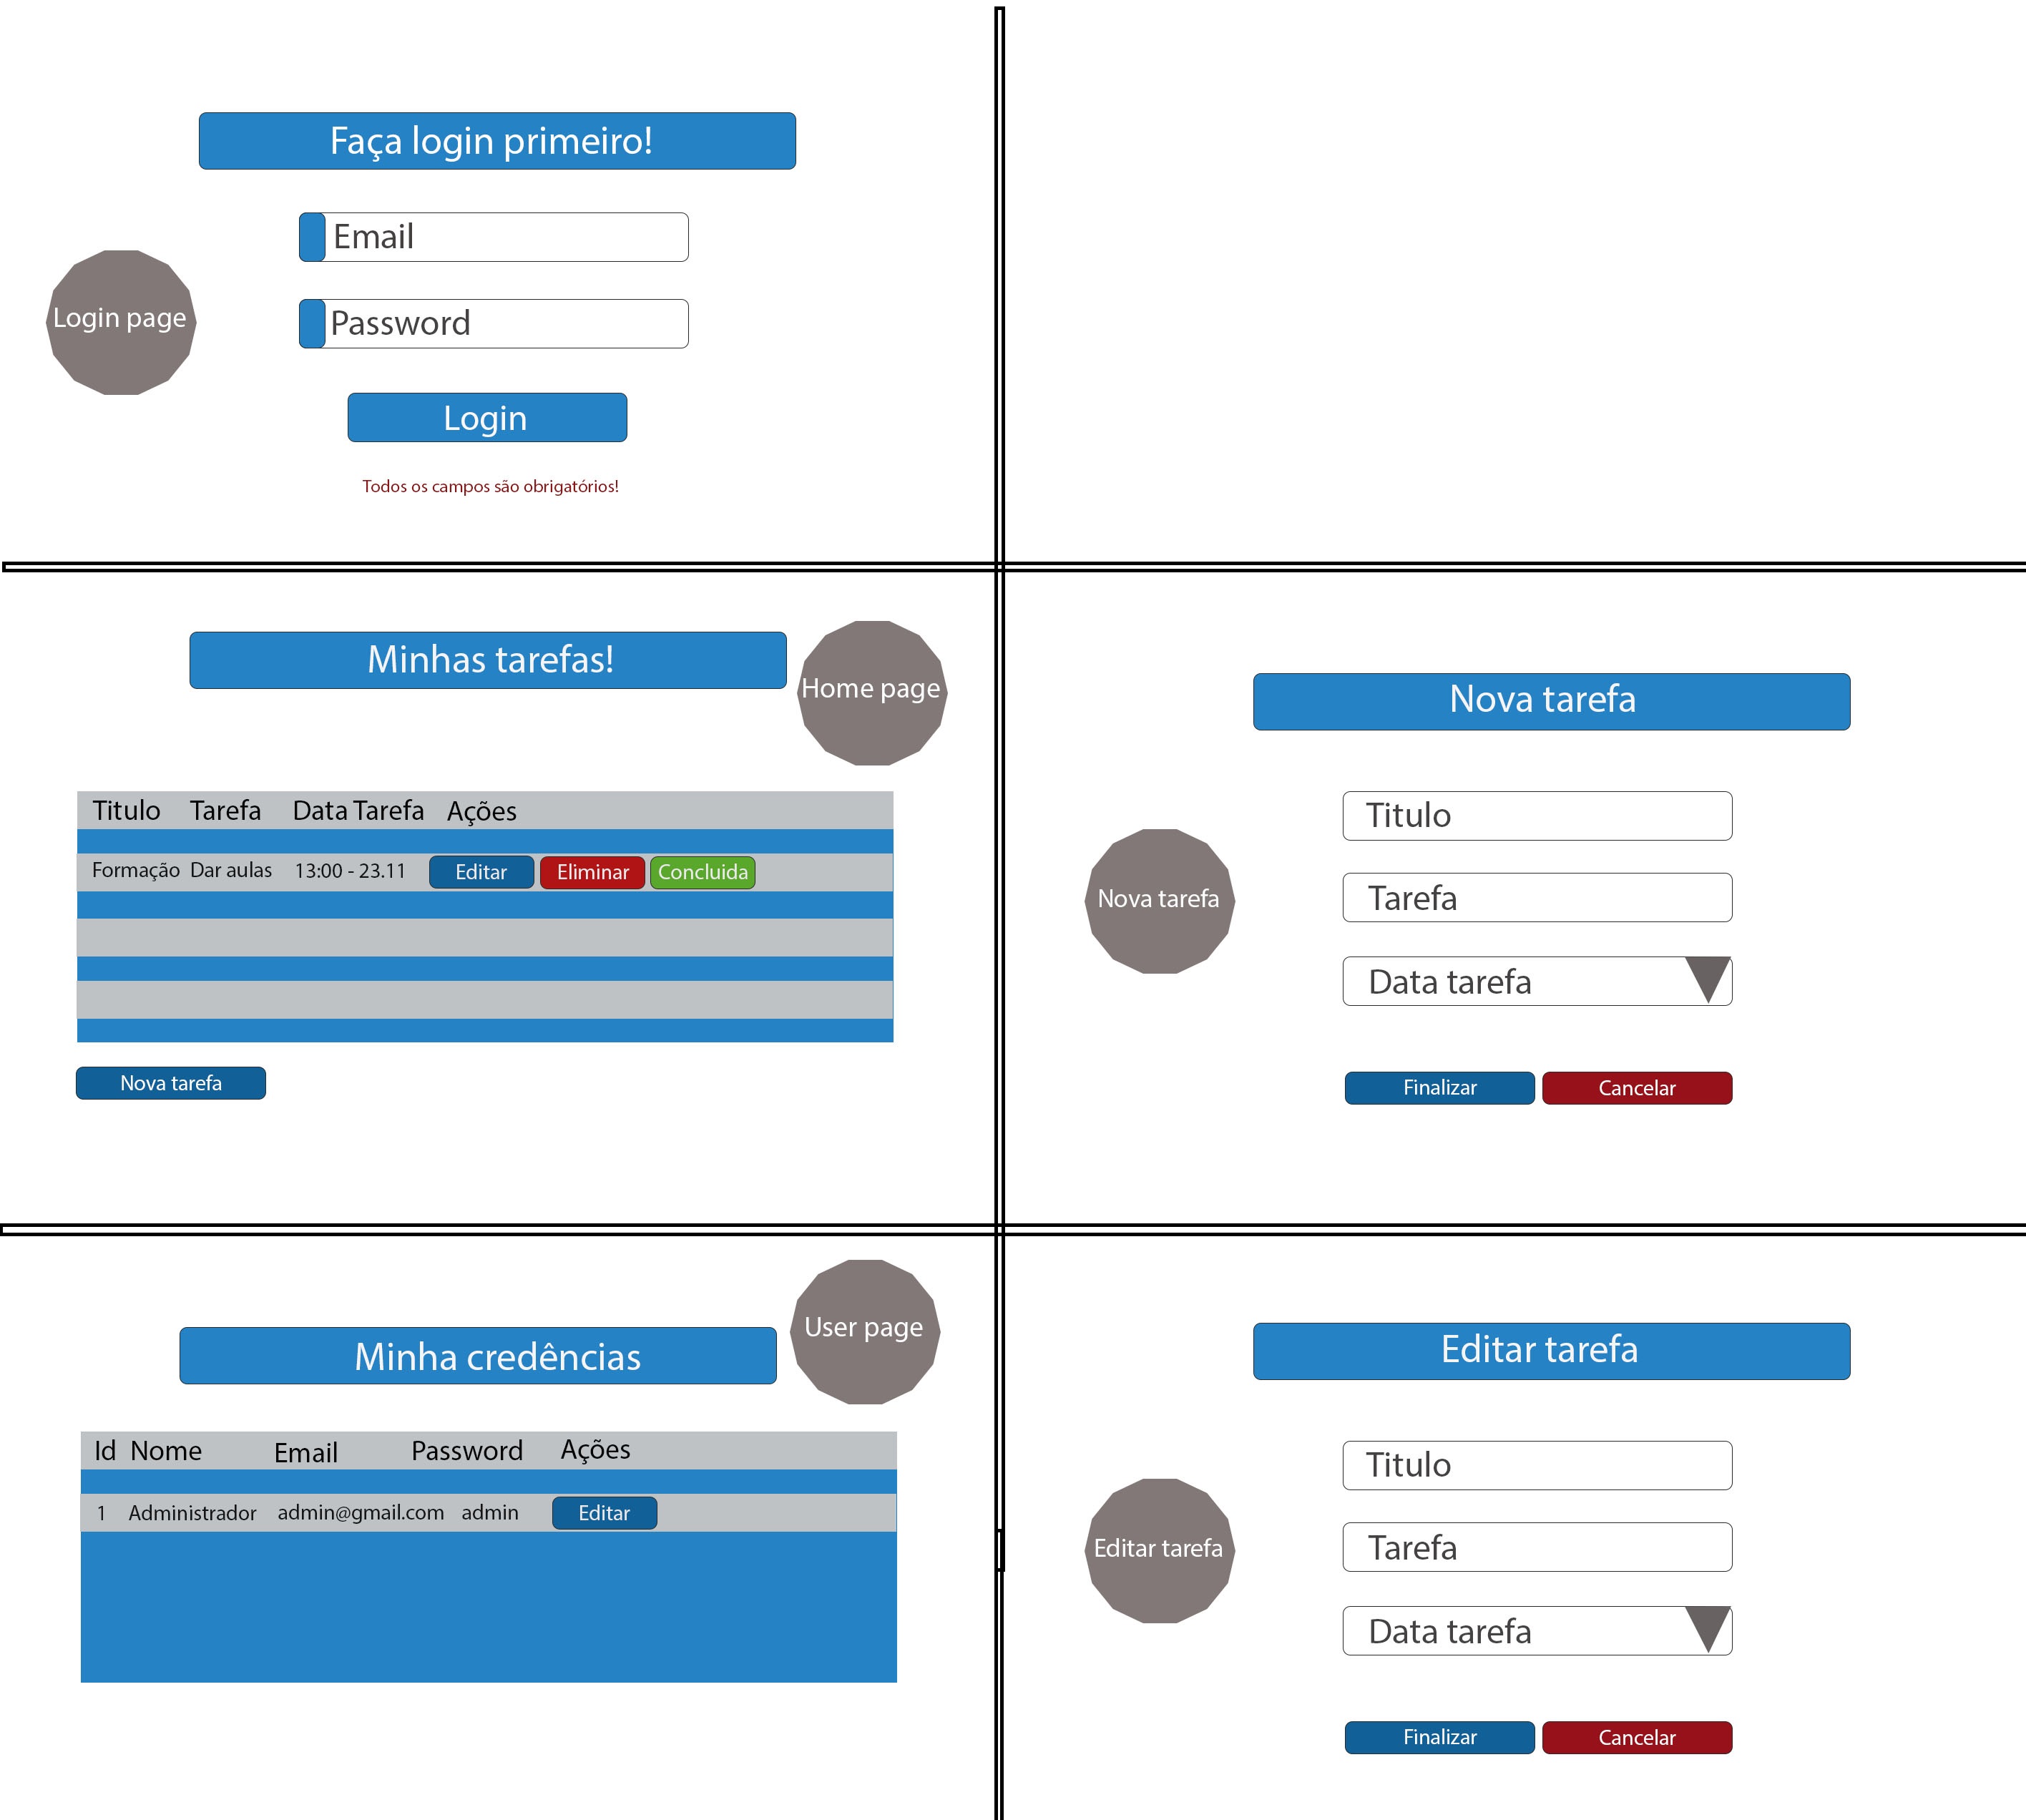 Faça login primeiro!
Email
Login page
Password
Login
Todos os campos são obrigatórios!
Minhas tarefas!
Home page
Titulo Tarefa Data Tarefa Ações
Formação Dar aulas 13:00 - 23.11 Editar Eliminar Concluida
Nova tarefa
Nova tarefa
Titulo
Nova tarefa
Tarefa
Data tarefa
Finalizar Cancelar
User page
Minha credências
Id Nome Email Password Ações
1 Administrador admin@gmail.com admin Editar
Editar tarefa
Titulo
Editar tarefa
Tarefa
Data tarefa
Finalizar Cancelar